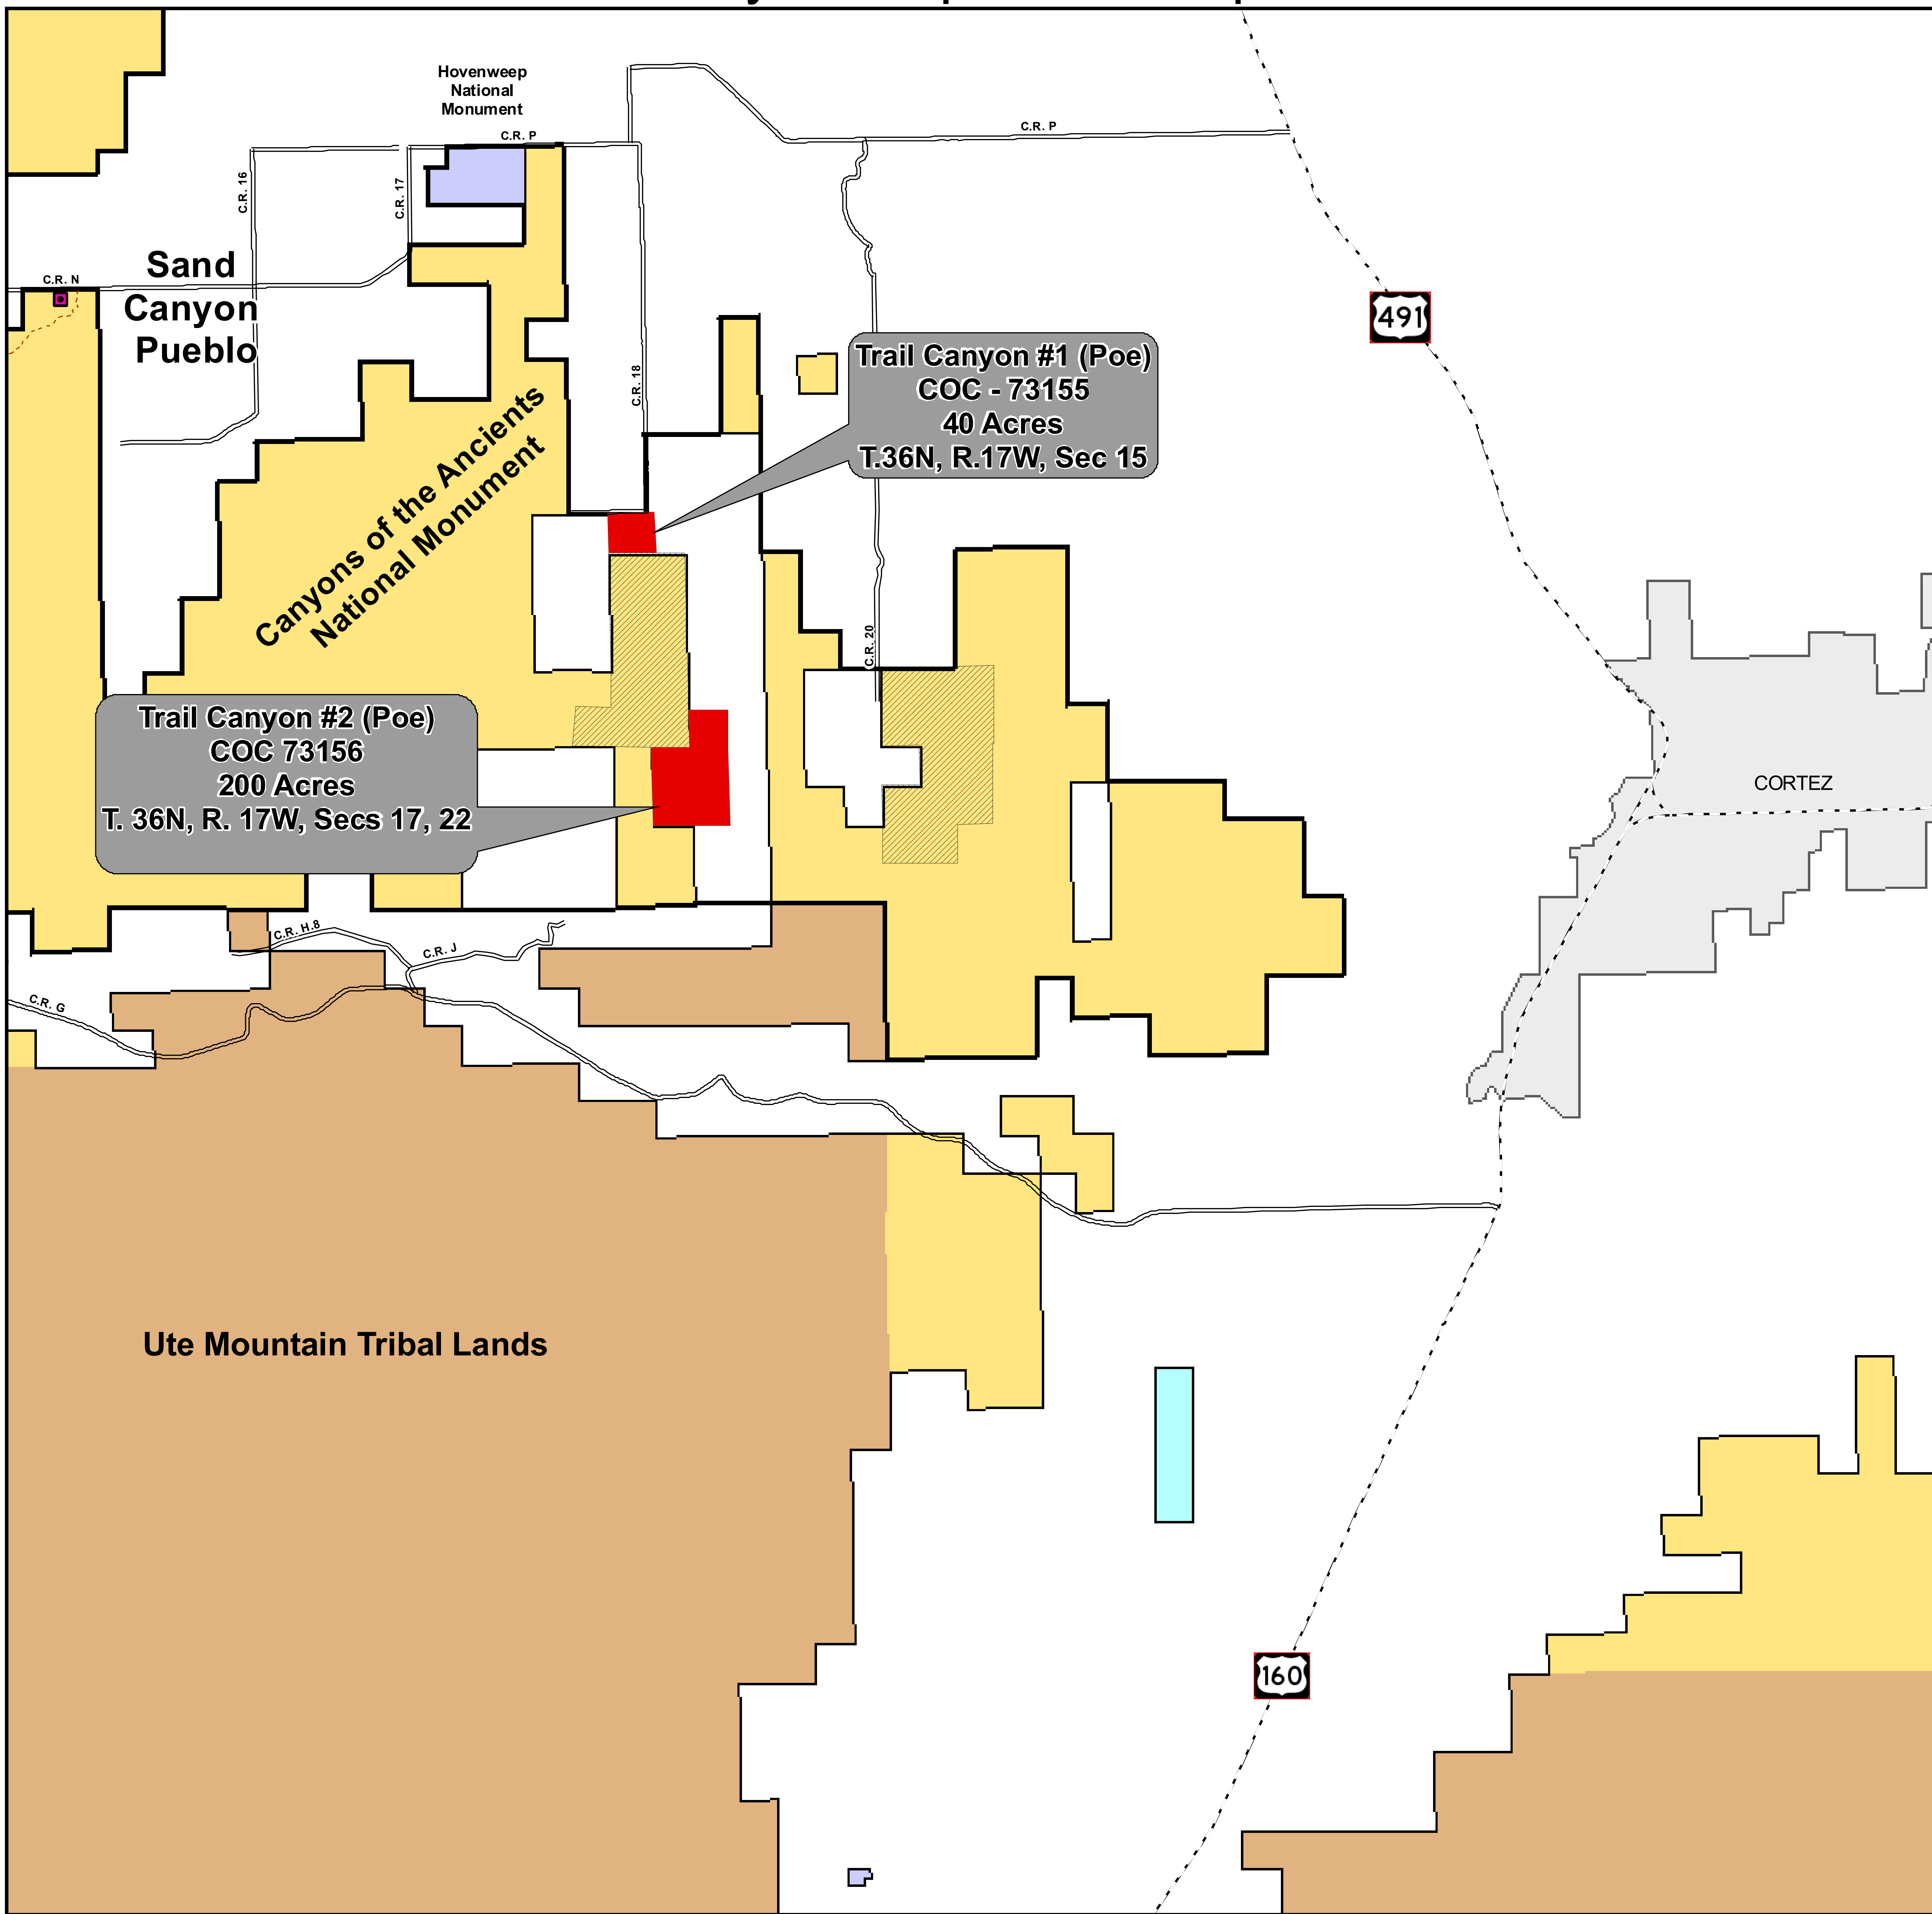 Hovenweep
National
Monument
C.R. P
C.R. P
C.R. 16
C.R. 17
C.R. N
Sand
Canyon
Pueblo
491
C.R. 18
Trail Canyon #1 (Poe)
COC - 73155
40 Acres
T.36N, R.17W, Sec 15
Canyons of the Ancients
National Monument
C.R. 20
Trail Canyon #2 (Poe)
COC 73156
200 Acres
T. 36N, R. 17W, Secs 17, 22
CORTEZ
C.R. H.8
C.R. J
C.R. G
Ute Mountain Tribal Lands
160